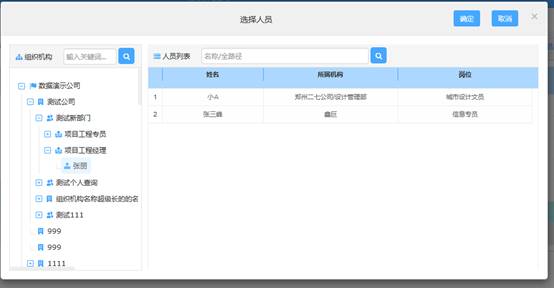 选择人员
确定
取消
×
组织机构
输入关键词...
人员列表
名称/全路径
数据演示公司
测试公司
测试新部门
项目工程专员
项目工程经理
张丽
测试个人查询
组织机构名称超级长的的名
测试111
999
999
1111
姓名 所属机构 岗位
1 小A 郑州二七公司/设计管理部 城市设计文员
2 张三峰 鑫臣 信息专员